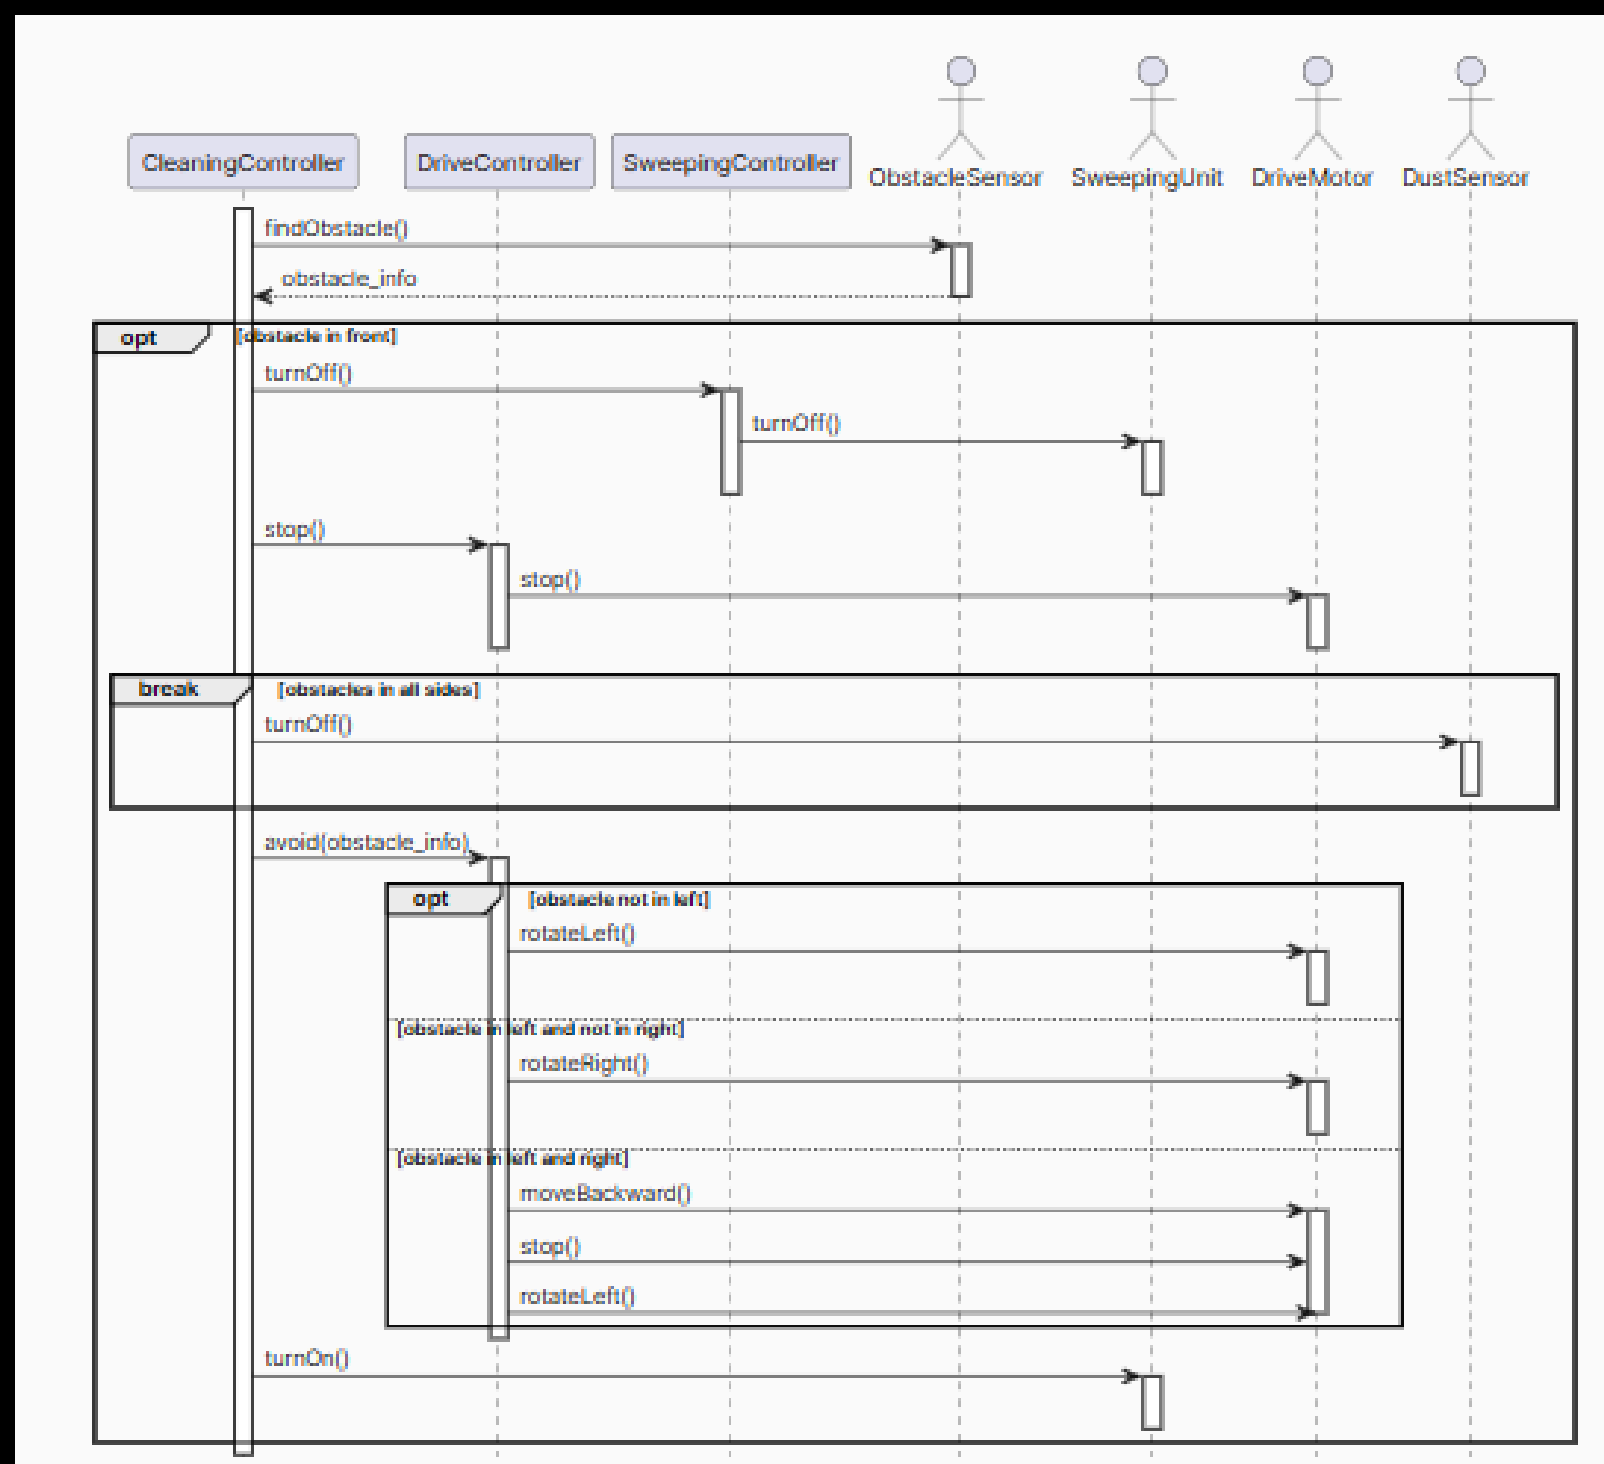 CleaningController DriveController SweepingController ObstacleSensor SweepingUnit DriveMotor DustSensor
findObstacle()
obstacle_info
opt [obstacle in front]
turnOff()
turnOff()
stop()
stop()
break [obstacles in all sides]
turnOff()
avoid(obstacle_info)
opt [obstacle not in left]
rotateLeft()
[obstacle in left and not in right]
rotateRight()
[obstacle in left and right]
moveBackward()
stop()
rotateLeft()
turnOn()